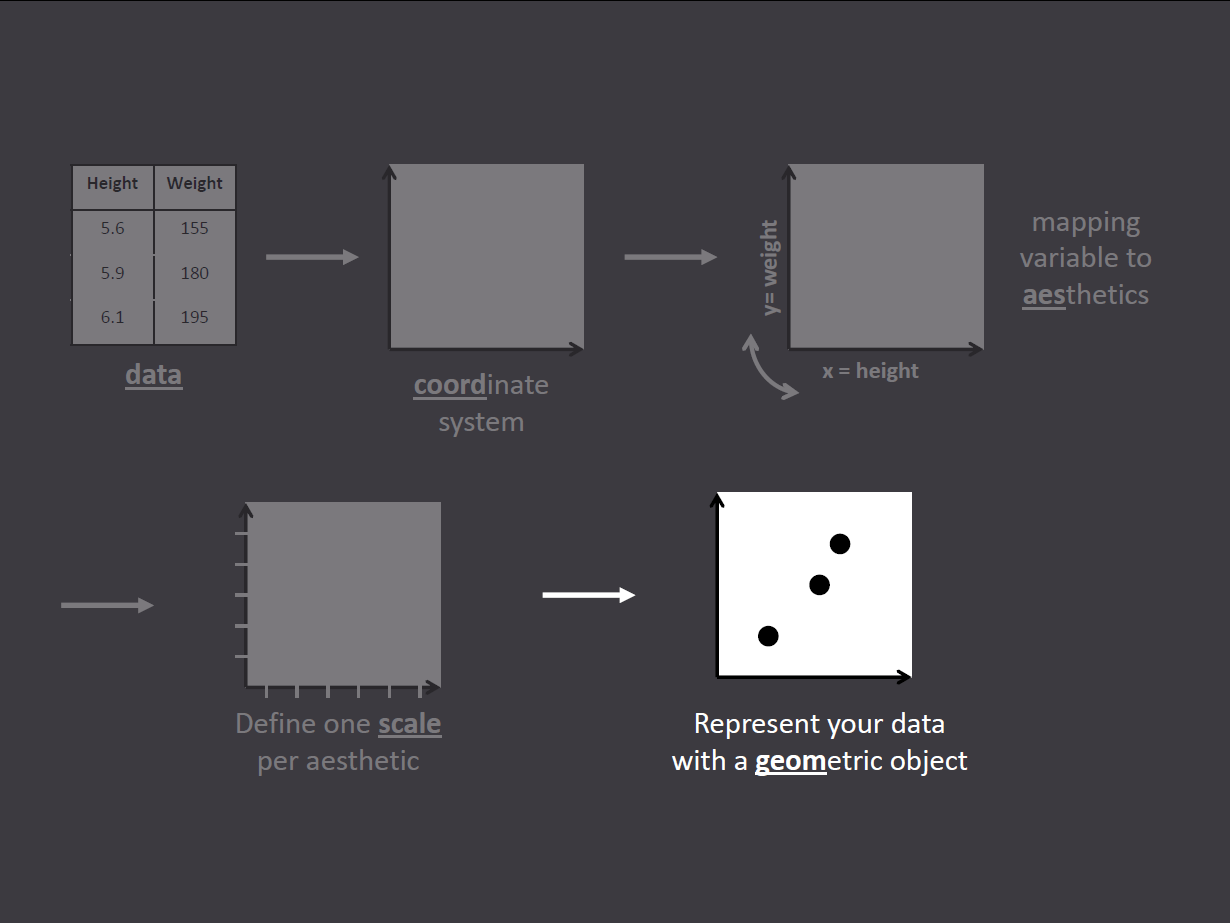 Height Weight
5.6 155
5.9 180
6.1 195
data
coordinate
system
y= weight
x = height
mapping
variable to
aesthetics
Define one scale
per aesthetic
Represent your data
with a geometric object